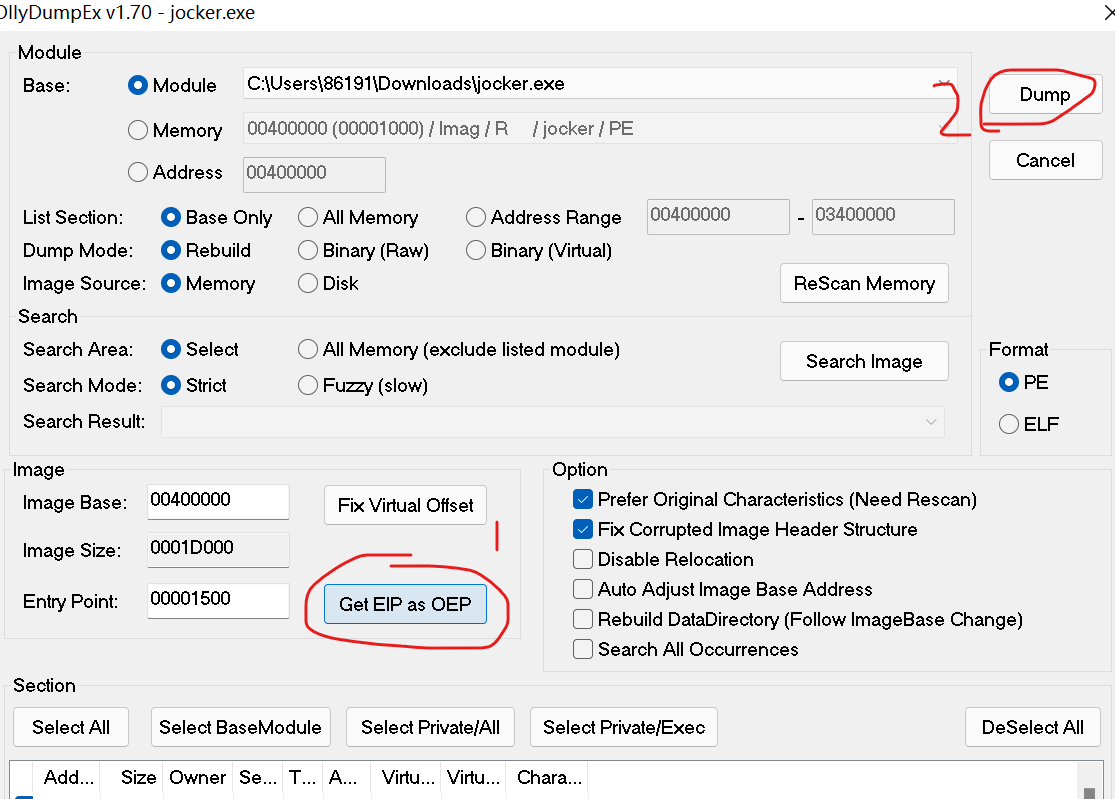 OllyDumpEx v1.70 - jocker.exe
Module
Base: Module C:\Users\86191\Downloads\jocker.exe
2 Dump
Memory 00400000 (00001000) / Imag / R / jocker / PE
Cancel
Address 00400000
List Section: Base Only All Memory Address Range 00400000 - 03400000
Dump Mode: Rebuild Binary (Raw) Binary (Virtual)
Image Source: Memory Disk ReScan Memory
Search
Search Area: Select All Memory (exclude listed module) Search Image
Search Mode: Strict Fuzzy (slow)
Search Result:
Format
PE
ELF
Image
Image Base: 00400000 Fix Virtual Offset
Image Size: 0001D000 1
Entry Point: 00001500 Get EIP as OEP
Option
Prefer Original Characteristics (Need Rescan)
Fix Corrupted Image Header Structure
Disable Relocation
Auto Adjust Image Base Address
Rebuild DataDirectory (Follow ImageBase Change)
Search All Occurrences
Section
Select All Select BaseModule Select Private/All Select Private/Exec DeSelect All
Add... Size Owner Se... T... A... Virtu... Virtu... Chara...